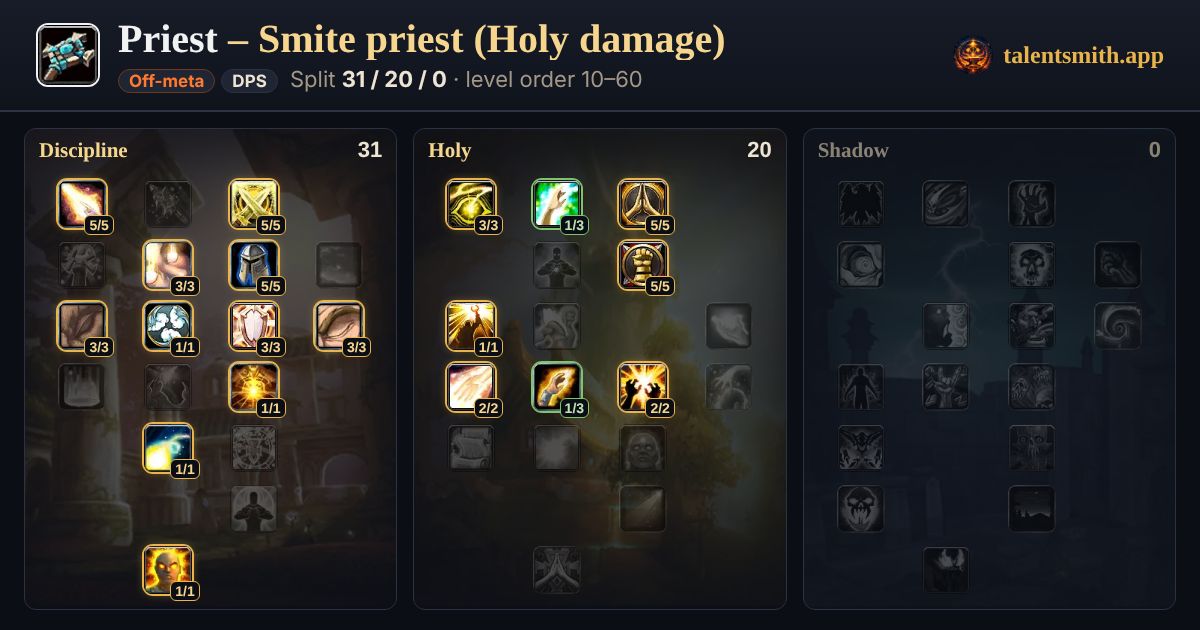 Priest – Smite priest (Holy damage)
Off-meta DPS Split 31 / 20 / 0 · level order 10–60
talentsmith.app
Discipline 31
5/5 5/5
3/3 5/5
3/3 1/1 3/3 3/3
1/1
1/1
1/1
Holy 20
3/3 1/3 5/5
5/5
1/1
2/2 1/3 2/2
Shadow 0